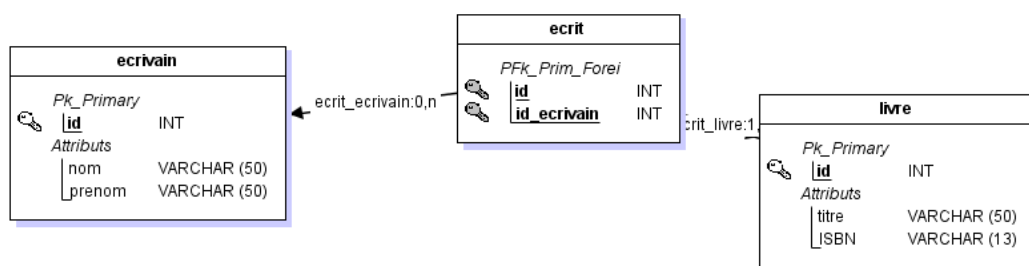 ecrivain
Pk_Primary
id INT
Attributs
nom VARCHAR (50)
prenom VARCHAR (50)
ecrit_ecrivain:0,n
ecrit
PFk_Prim_Forei
id INT
id_ecrivain INT
crit_livre:1,
livre
Pk_Primary
id INT
Attributs
titre VARCHAR (50)
ISBN VARCHAR (13)